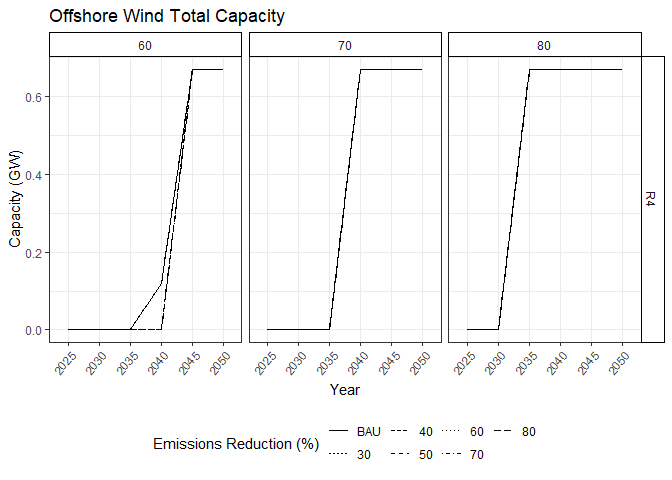 Offshore Wind Total Capacity
60 70 80
0.6
0.4
0.2
0.0
Capacity (GW)
R4
2025 2030 2035 2040 2045 2050 2025 2030 2035 2040 2045 2050 2025 2030 2035 2040 2045 2050
Year
Emissions Reduction (%)
BAU 40 60 80
30 50 70